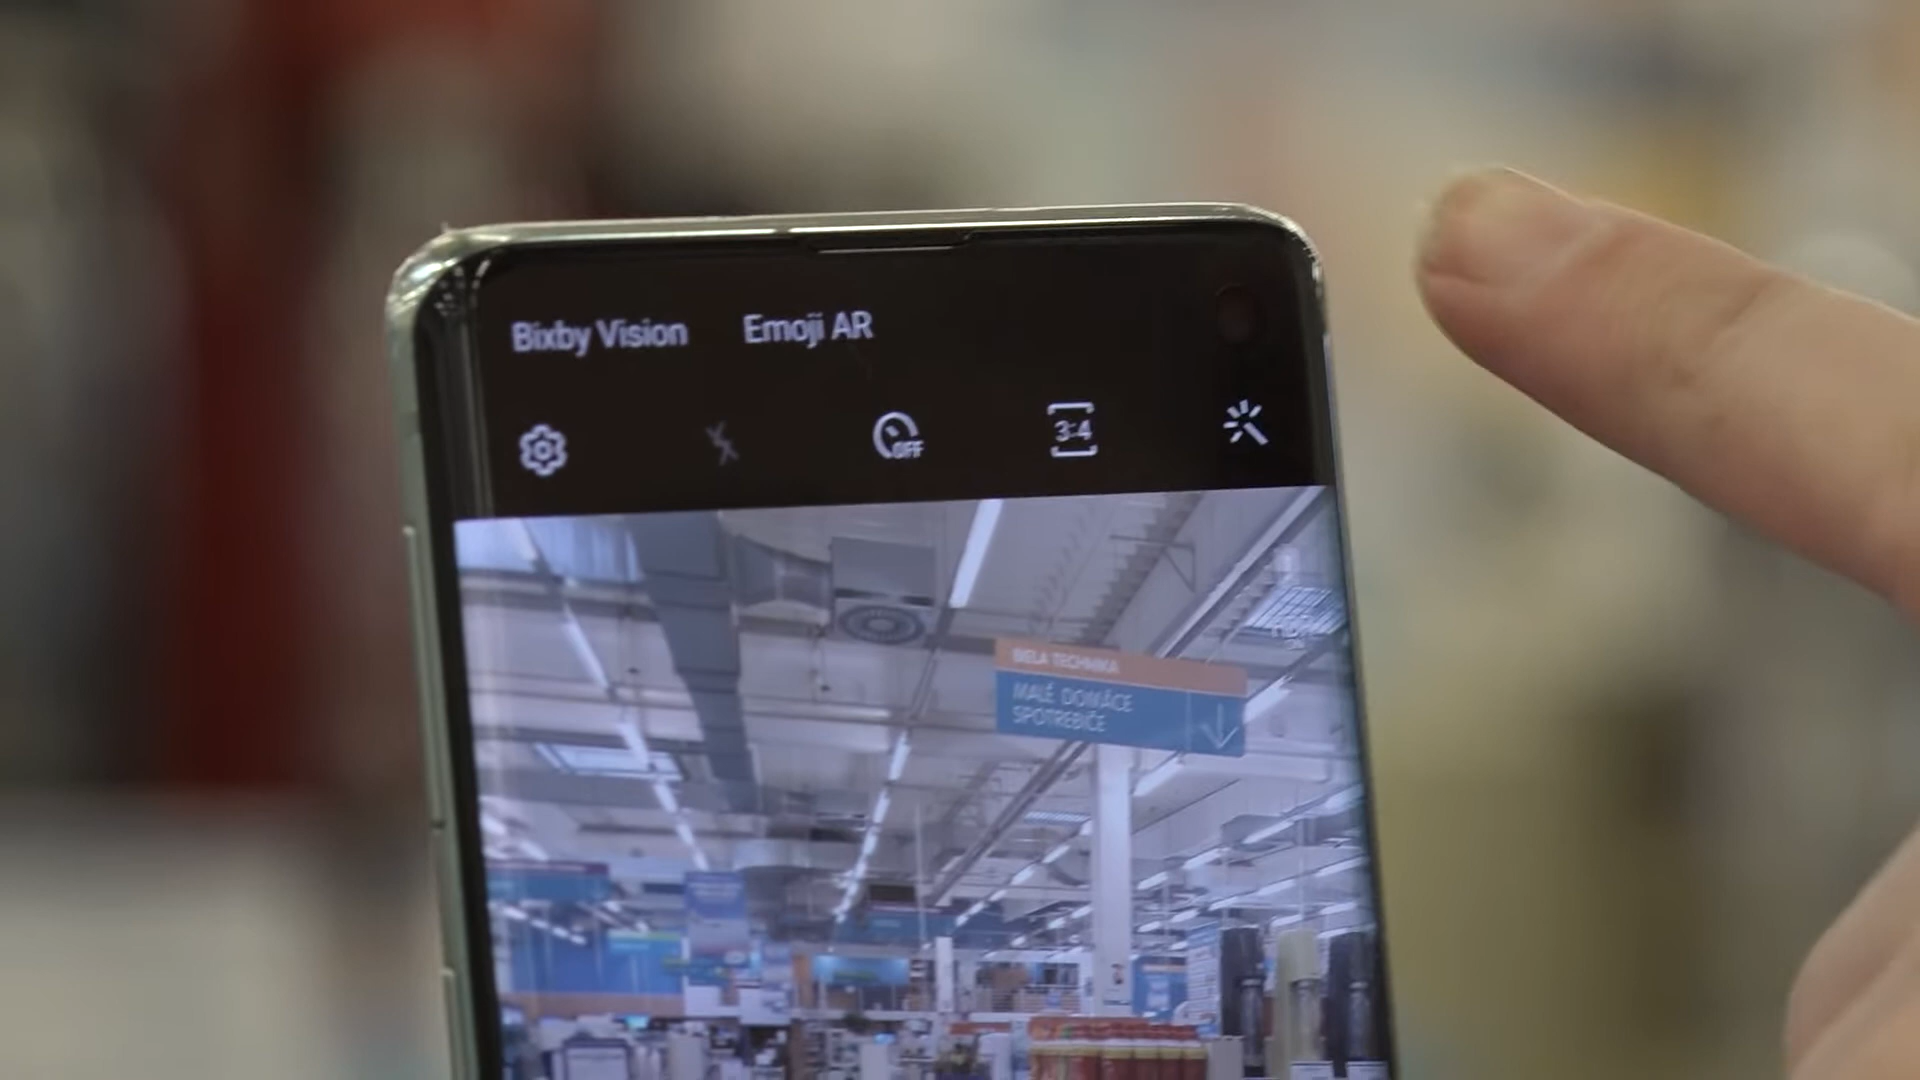 Bixby Vision Emoji AR
OFF
3:4
BIELA TECHNIKA
MALÉ DOMÁCE
SPOTREBIČE